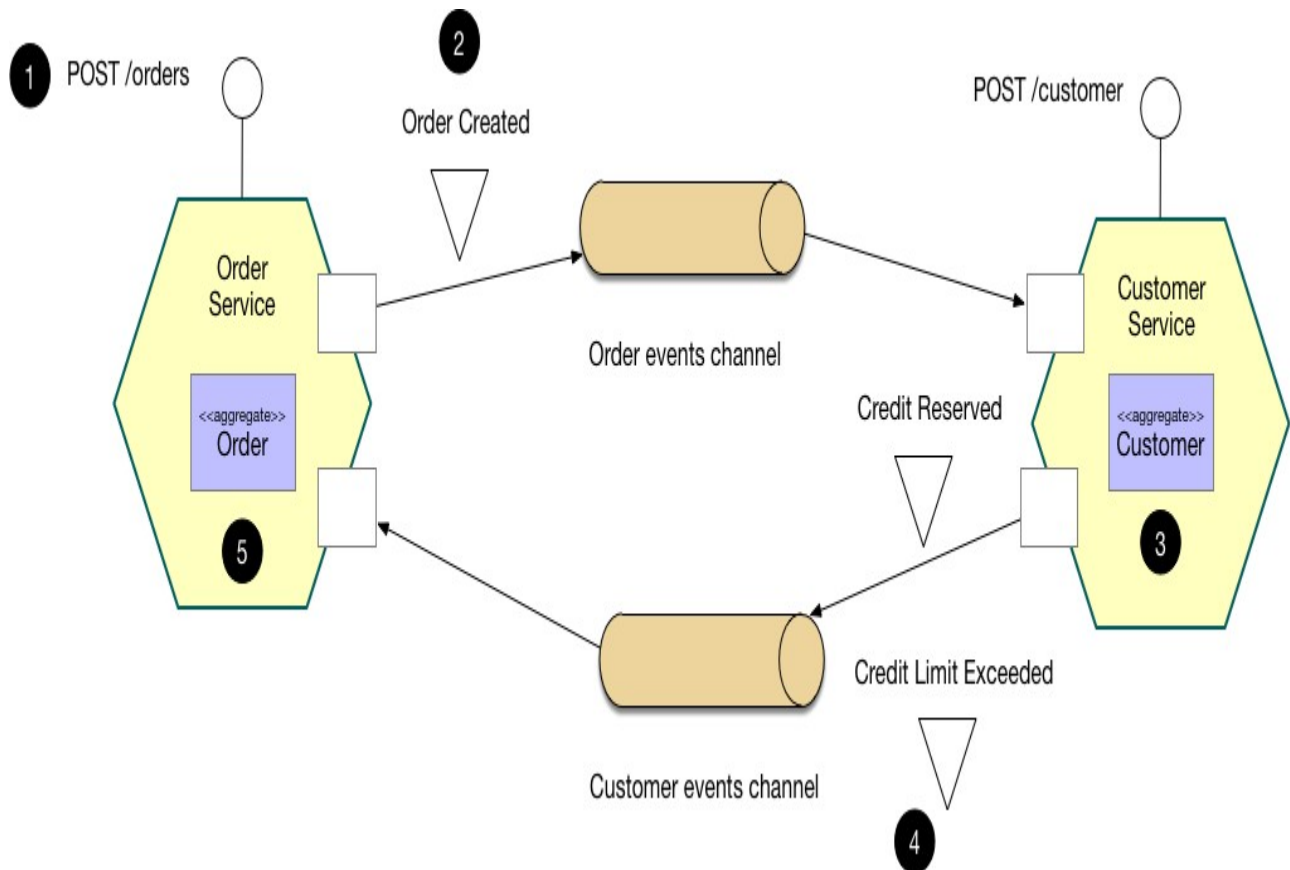 2
1 POST /orders
POST /customer
Order Created
Order
Service
Customer
Service
Order events channel
<<aggregate>>
Order
Credit Reserved
<<aggregate>>
Customer
5
3
Credit Limit Exceeded
Customer events channel
4